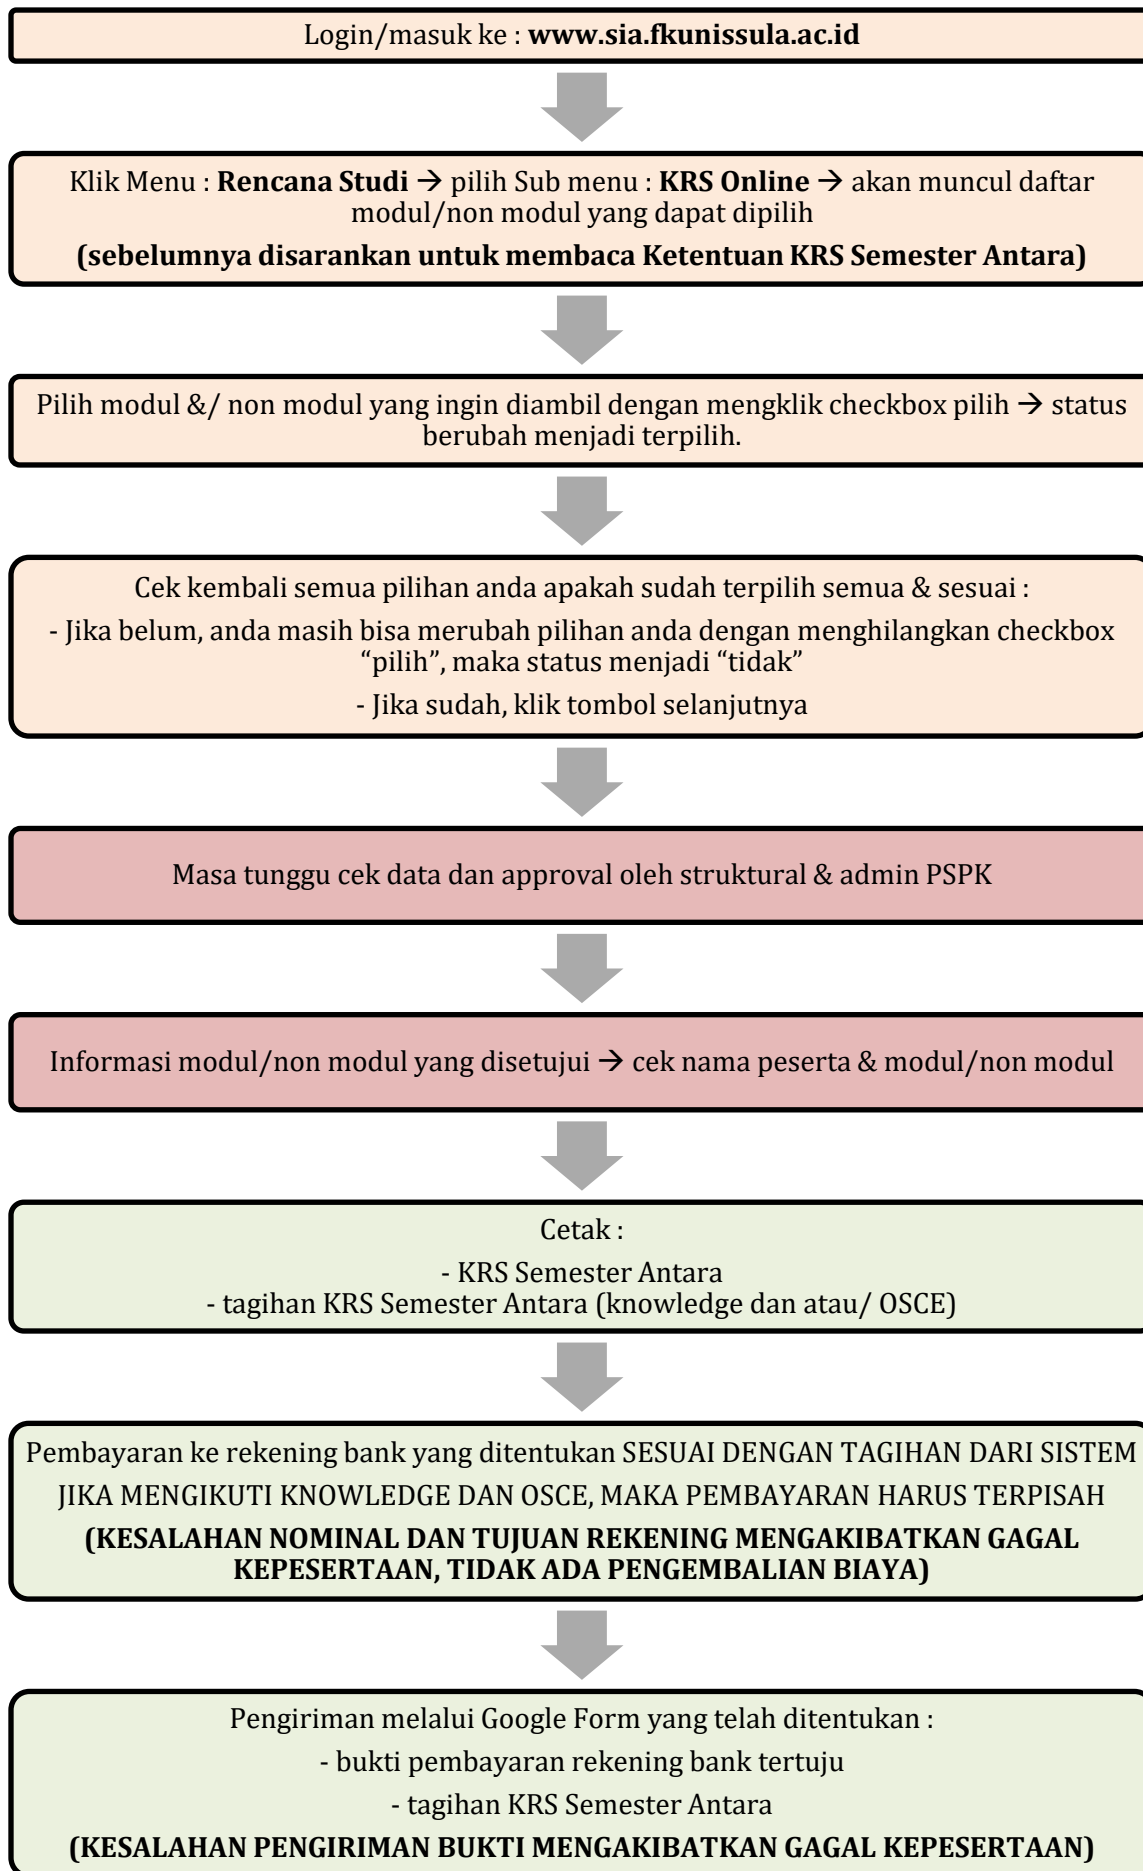 Login/masuk ke : www.sia.fkunissula.ac.id
Klik Menu : Rencana Studi → pilih Sub menu : KRS Online → akan muncul daftar
modul/non modul yang dapat dipilih
(sebelumnya disarankan untuk membaca Ketentuan KRS Semester Antara)
Pilih modul &/ non modul yang ingin diambil dengan mengklik checkbox pilih → status
berubah menjadi terpilih.
Cek kembali semua pilihan anda apakah sudah terpilih semua & sesuai :
- Jika belum, anda masih bisa merubah pilihan anda dengan menghilangkan checkbox
“pilih”, maka status menjadi “tidak”
- Jika sudah, klik tombol selanjutnya
Masa tunggu cek data dan approval oleh struktural & admin PSPK
Informasi modul/non modul yang disetujui → cek nama peserta & modul/non modul
Cetak :
- KRS Semester Antara
- tagihan KRS Semester Antara (knowledge dan atau/ OSCE)
Pembayaran ke rekening bank yang ditentukan SESUAI DENGAN TAGIHAN DARI SISTEM
JIKA MENGIKUTI KNOWLEDGE DAN OSCE, MAKA PEMBAYARAN HARUS TERPISAH
(KESALAHAN NOMINAL DAN TUJUAN REKENING MENGAKIBATKAN GAGAL
KEPESERTAAN, TIDAK ADA PENGEMBALIAN BIAYA)
Pengiriman melalui Google Form yang telah ditentukan :
- bukti pembayaran rekening bank tertuju
- tagihan KRS Semester Antara
(KESALAHAN PENGIRIMAN BUKTI MENGAKIBATKAN GAGAL KEPESERTAAN)